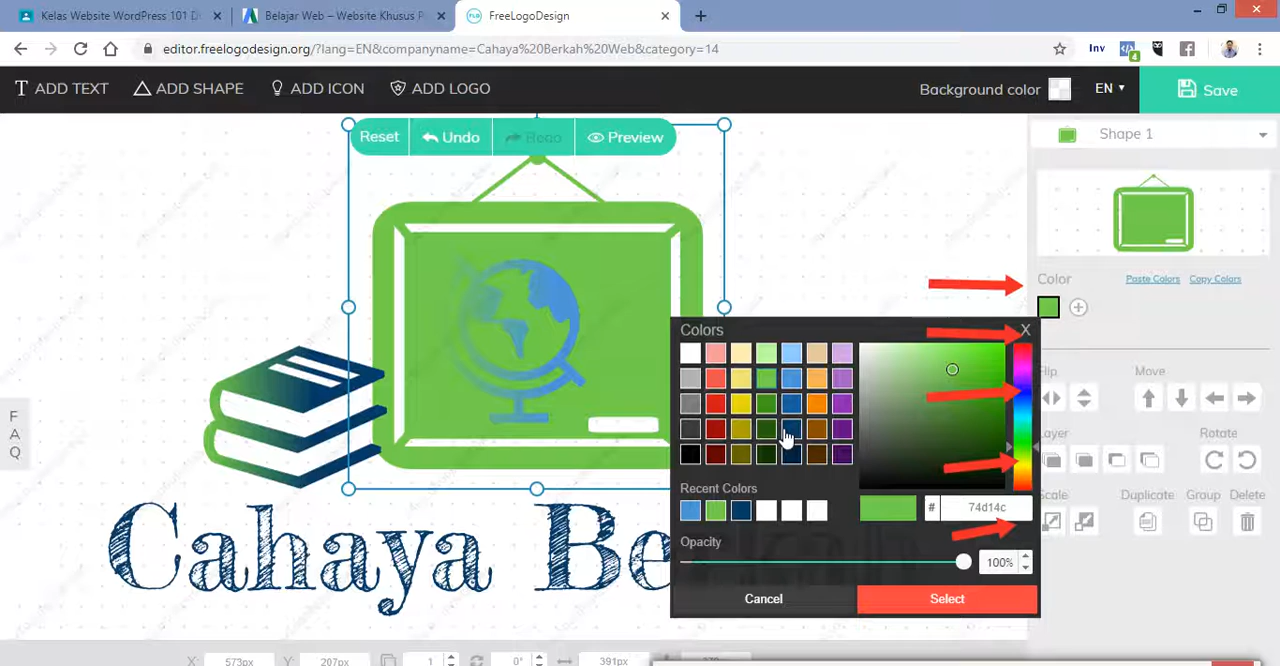 Kelas Website WordPress 101 D
Belajar Web – Website Khusus P
FreeLogoDesign
editor.freelogodesign.org/?lang=EN&companyname=Cahaya%20Berkah%20Web&category=14
Inv
4
ADD TEXT
ADD SHAPE
ADD ICON
ADD LOGO
Background color
EN
Save
Reset
Undo
Redo
Preview
Shape 1
Color
Paste Colors
Copy Colors
Colors
X
Flip
Move
Layer
Rotate
FAQ
Recent Colors
# 74d14c
Scale
Duplicate
Group
Delete
Opacity
100%
Cancel
Select
Cahaya Be
X: 573px
Y: 207px
1
0°
391px